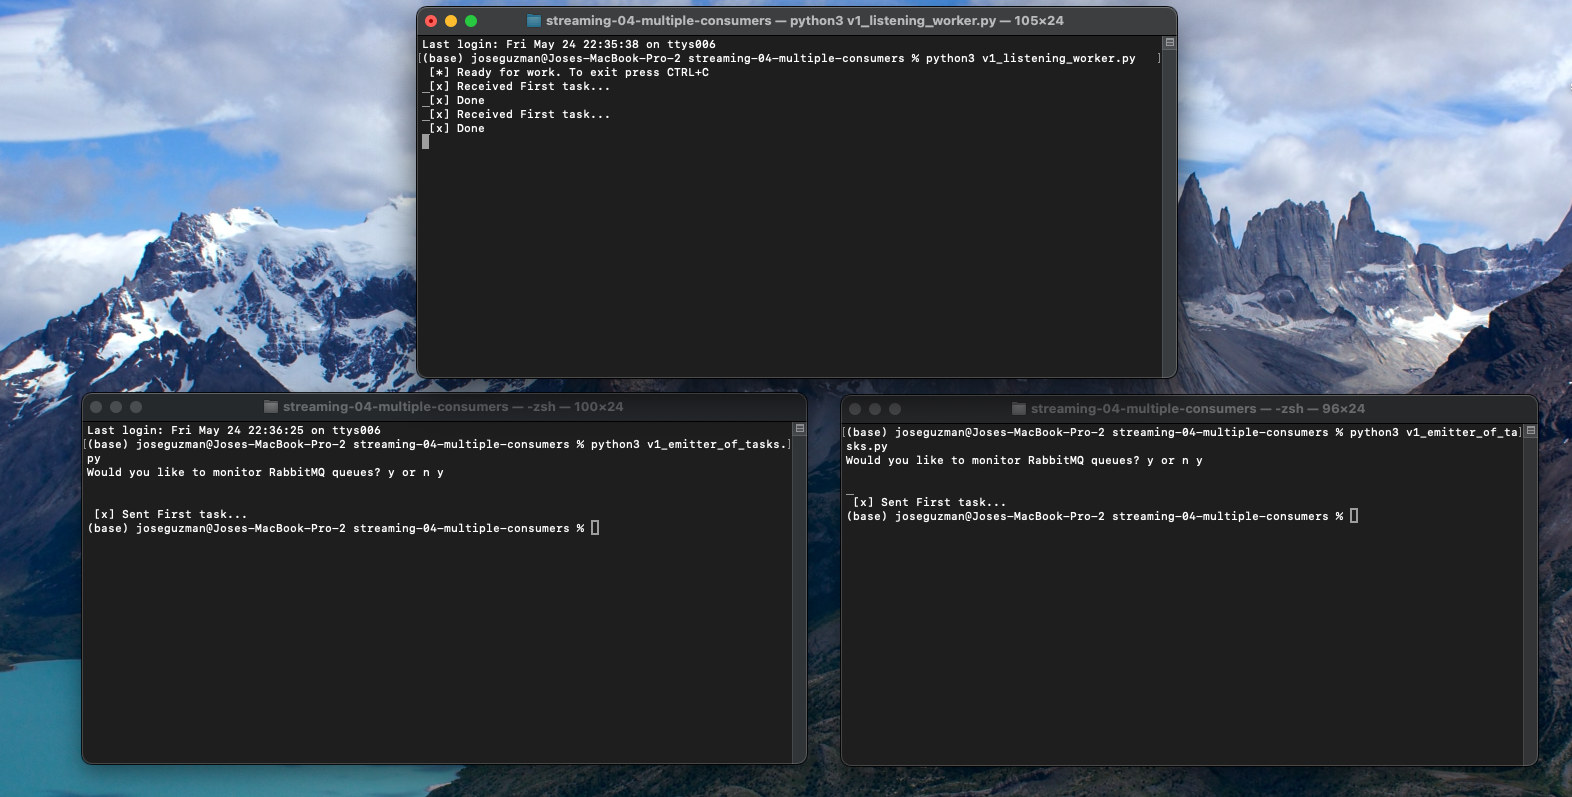 streaming-04-multiple-consumers — python3 v1_listening_worker.py — 105×24
Last login: Fri May 24 22:35:38 on ttys006
[(base) joseguzman@Joses-MacBook-Pro-2 streaming-04-multiple-consumers % python3 v1_listening_worker.py ]
[*] Ready for work. To exit press CTRL+C
_[x] Received First task...
_[x] Done
_[x] Received First task...
[x] Done
streaming-04-multiple-consumers — -zsh — 100×24
Last login: Fri May 24 22:36:25 on ttys006
[(base) joseguzman@Joses-MacBook-Pro-2 streaming-04-multiple-consumers % python3 v1_emitter_of_tasks.]
py
Would you like to monitor RabbitMQ queues? y or n y
[x] Sent First task...
(base) joseguzman@Joses-MacBook-Pro-2 streaming-04-multiple-consumers %
streaming-04-multiple-consumers — -zsh — 96×24
[(base) joseguzman@Joses-MacBook-Pro-2 streaming-04-multiple-consumers % python3 v1_emitter_of_ta]
sks.py
Would you like to monitor RabbitMQ queues? y or n y
_
[x] Sent First task...
(base) joseguzman@Joses-MacBook-Pro-2 streaming-04-multiple-consumers %